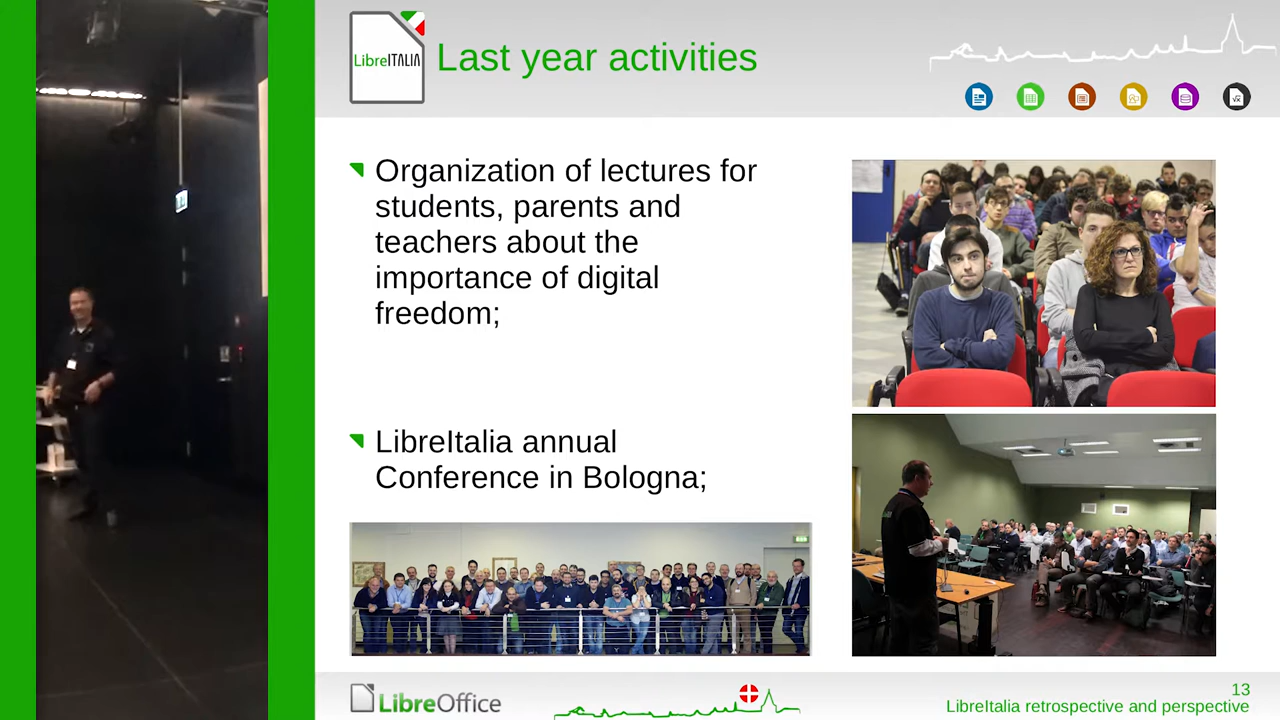 LibreITALIA
Last year activities
Organization of lectures for
students, parents and
teachers about the
importance of digital
freedom;
LibreItalia annual
Conference in Bologna;
LibreOffice
13
LibreItalia retrospective and perspective